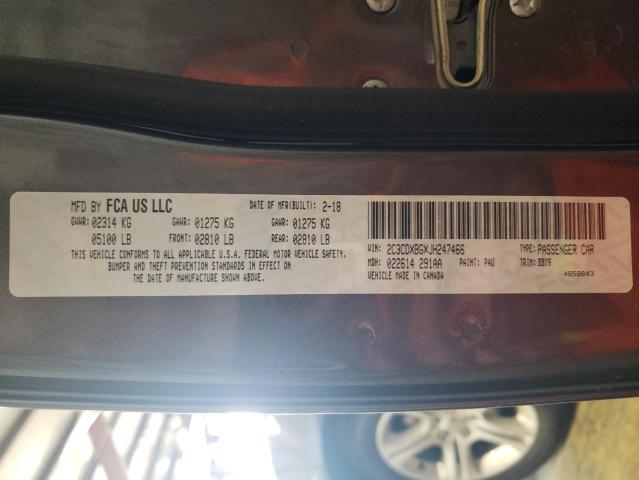 MFD BY FCA US LLC DATE OF MFR(BUILT): 2-18
GVWR: 02314 KG GAWR: 01275 KG GAWR: 01275 KG
05100 LB FRONT: 02810 LB REAR: 02810 LB
THIS VEHICLE CONFORMS TO ALL APPLICABLE U.S.A. FEDERAL MOTOR VEHICLE SAFETY,
BUMPER AND THEFT PREVENTION STANDARDS IN EFFECT ON
THE DATE OF MANUFACTURE SHOWN ABOVE.
VIN: 2C3CDXBGXJH247466 TYPE: PASSENGER CAR
MDH: 022614 291AA PAINT: PAU TRIM:
VEHICLE MADE IN CANADA 4658843